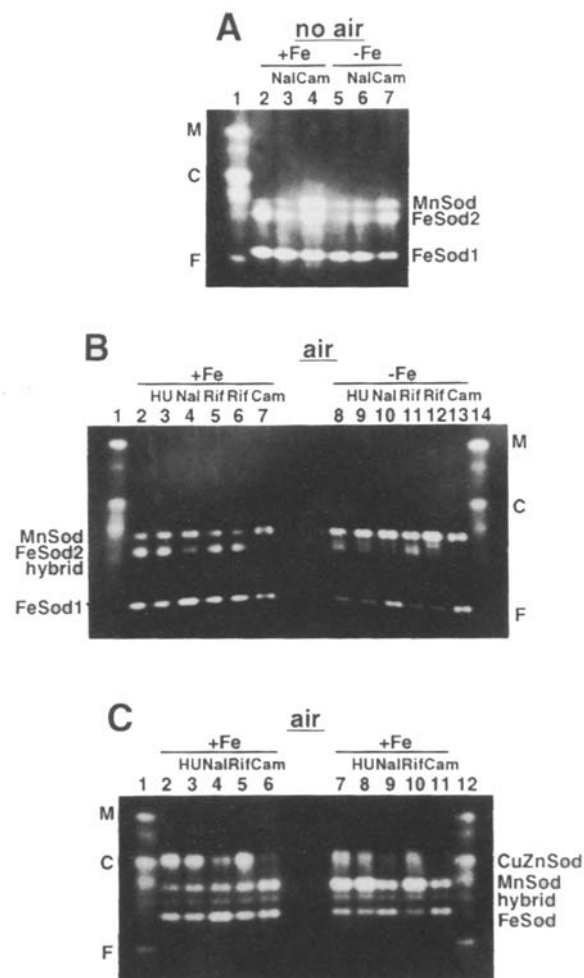 A
no air
+Fe -Fe
NalCam NalCam
1 2 3 4 5 6 7
M
C
F
MnSod
FeSod2
FeSod1
B
air
+Fe -Fe
HU Nal Rif Rif Cam HU Nal Rif Rif Cam
1 2 3 4 5 6 7 8 9 10 11 12 13 14
MnSod
FeSod2
hybrid
FeSod1
M
C
F
C
air
+Fe +Fe
HUNalRifCam HUNalRifCam
1 2 3 4 5 6 7 8 9 10 11 12
M
C
F
CuZnSod
MnSod
hybrid
FeSod